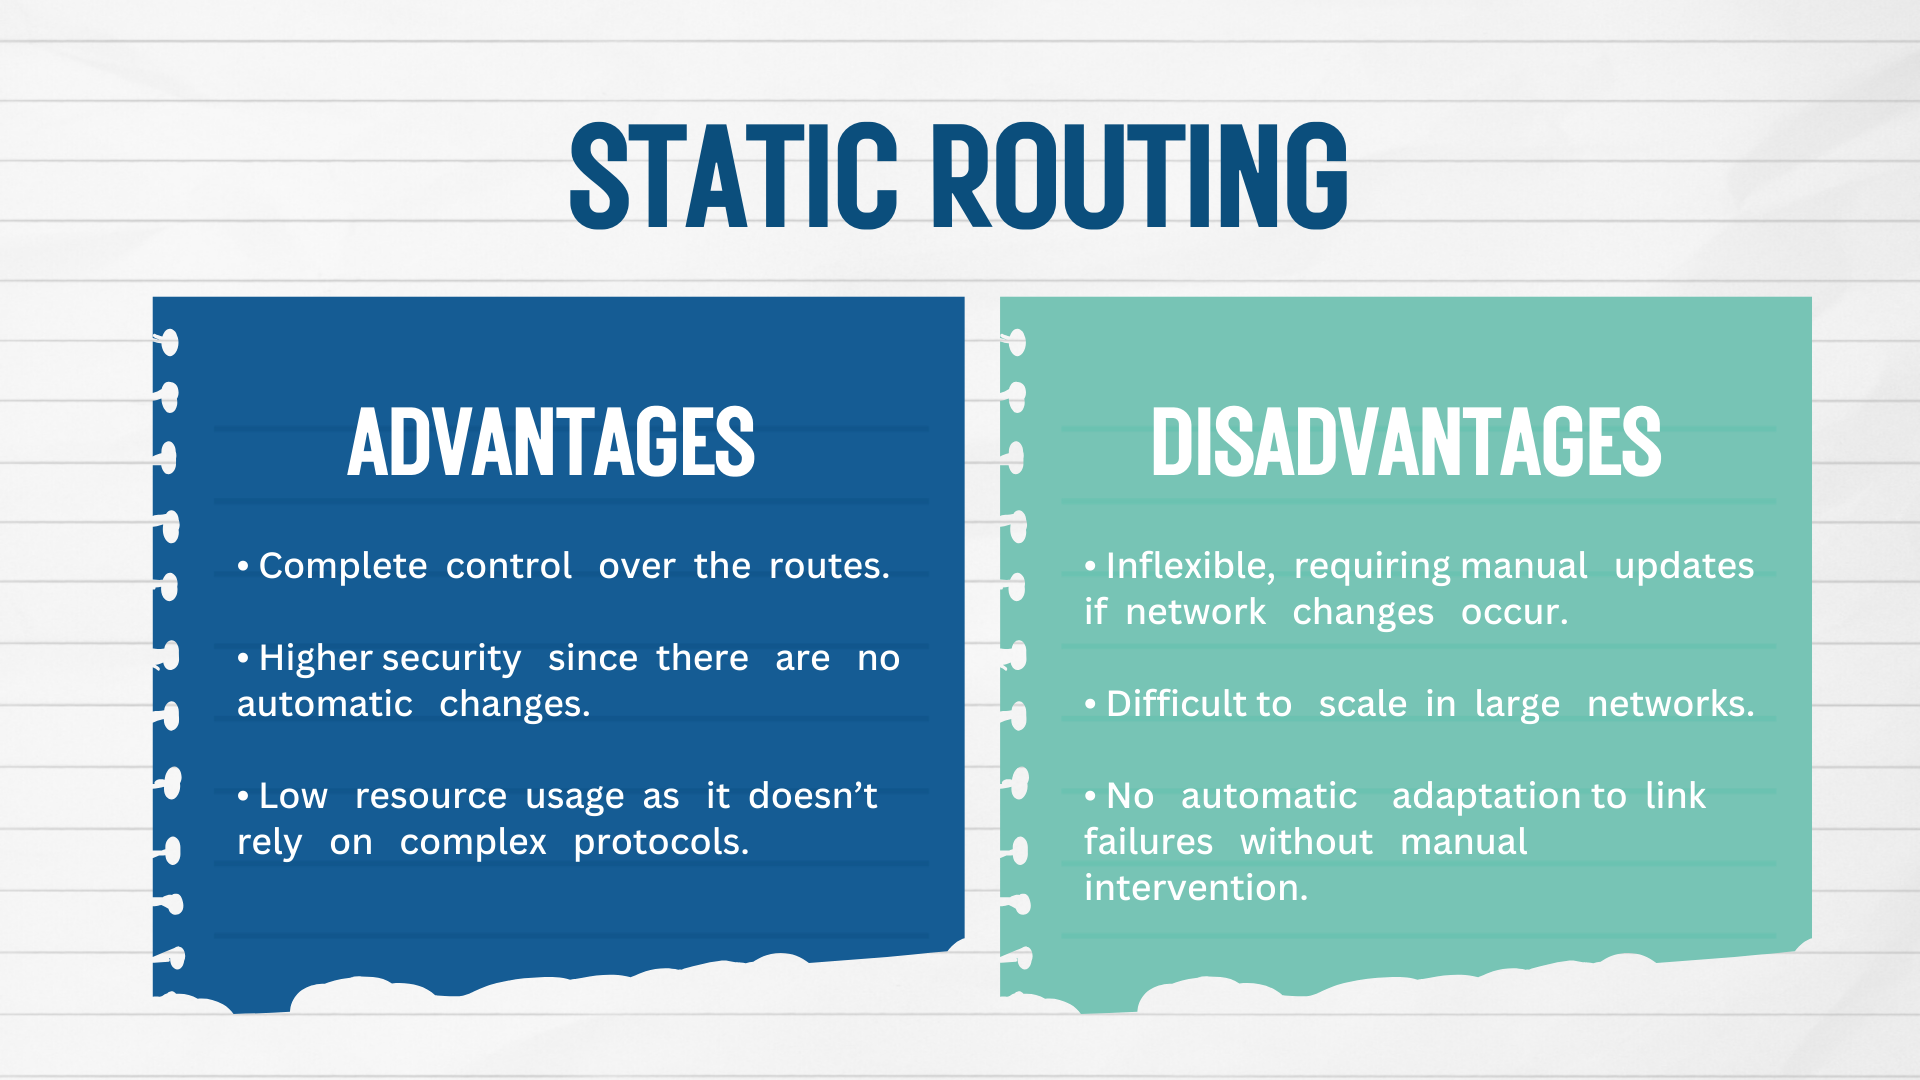 STATIC ROUTING
ADVANTAGES
• Complete control over the routes.
• Higher security since there are no
automatic changes.
• Low resource usage as it doesn’t
rely on complex protocols.
DISADVANTAGES
• Inflexible, requiring manual updates
if network changes occur.
• Difficult to scale in large networks.
• No automatic adaptation to link
failures without manual
intervention.